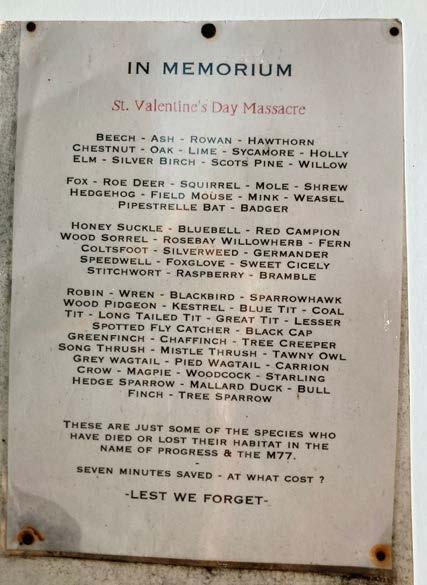 IN MEMORIUM
St. Valentine's Day Massacre
BEECH - ASH - ROWAN - HAWTHORN
CHESTNUT - OAK - LIME - SYCAMORE - HOLLY
ELM - SILVER BIRCH - SCOTS PINE - WILLOW
FOX - ROE DEER - SQUIRREL - MOLE - SHREW
HEDGEHOG - FIELD MOUSE - MINK - WEASEL
PIPESTRELLE BAT - BADGER
HONEY SUCKLE - BLUEBELL - RED CAMPION
WOOD SORREL - ROSEBAY WILLOWHERB - FERN
COLTSFOOT - SILVERWEED - GERMANDER
SPEEDWELL - FOXGLOVE - SWEET CICELY
STITCHWORT - RASPBERRY - BRAMBLE
ROBIN - WREN - BLACKBIRD - SPARROWHAWK
WOOD PIDGEON - KESTREL - BLUE TIT - COAL
TIT - LONG TAILED TIT - GREAT TIT - LESSER
SPOTTED FLY CATCHER - BLACK CAP
GREENFINCH - CHAFFINCH - TREE CREEPER
SONG THRUSH - MISTLE THRUSH - TAWNY OWL
GREY WAGTAIL - PIED WAGTAIL - CARRION
CROW - MAGPIE - WOODCOCK - STARLING
HEDGE SPARROW - MALLARD DUCK - BULL
FINCH - TREE SPARROW
THESE ARE JUST SOME OF THE SPECIES WHO
HAVE DIED OR LOST THEIR HABITAT IN THE
NAME OF PROGRESS & THE M77.
-
SEVEN MINUTES SAVED - AT WHAT COST ?
-LEST WE FORGET-